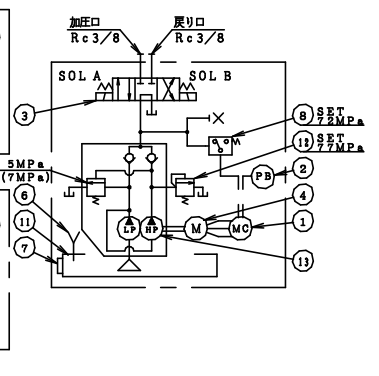 加圧口 戻り口
Rc3/8 Rc3/8
SOL A SOL B
3
8 SET
72MPa
12 SET
77MPa
5MPa
(7MPa)
2
PB
6
4
11
LP HP M MC 1
7
13